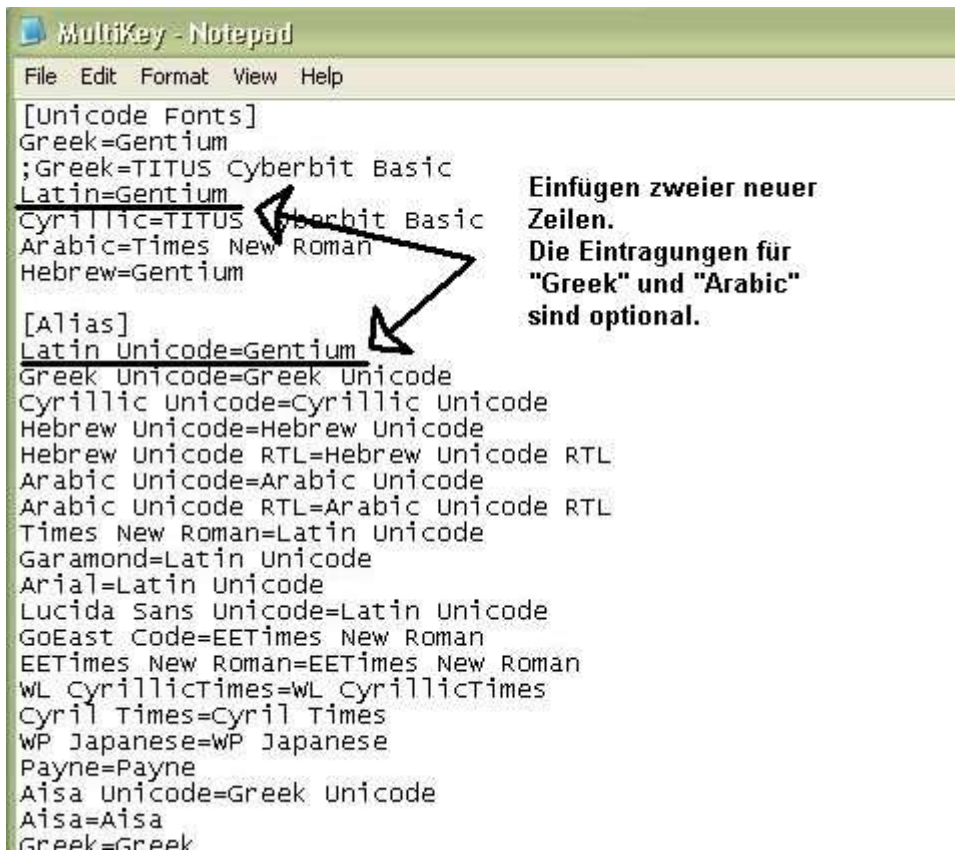 MultiKey - Notepad
File Edit Format View Help
[Unicode Fonts]
Greek=Gentium
;Greek=TITUS Cyberbit Basic
Latin=Gentium
Cyrillic=TITUS Cyberbit Basic
Arabic=Times New Roman
Hebrew=Gentium
Einfügen zweier neuer
Zeilen.
Die Eintragungen für
"Greek" und "Arabic"
sind optional.
[Alias]
Latin Unicode=Gentium
Greek Unicode=Greek Unicode
Cyrillic Unicode=Cyrillic Unicode
Hebrew Unicode=Hebrew Unicode
Hebrew Unicode RTL=Hebrew Unicode RTL
Arabic Unicode=Arabic Unicode
Arabic Unicode RTL=Arabic Unicode RTL
Times New Roman=Latin Unicode
Garamond=Latin Unicode
Arial=Latin Unicode
Lucida Sans Unicode=Latin Unicode
GoEast Code=EETimes New Roman
EETimes New Roman=EETimes New Roman
WL CyrillicTimes=WL CyrillicTimes
Cyril Times=Cyril Times
WP Japanese=WP Japanese
Payne=Payne
Aisa Unicode=Greek Unicode
Aisa=Aisa
Greek=Greek